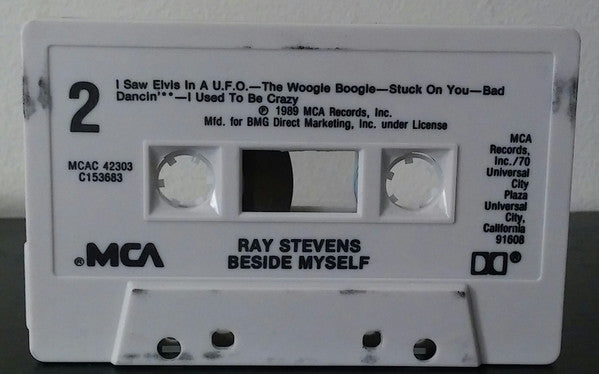 2
I Saw Elvis In A U.F.O.—The Woogie Boogie—Stuck On You—Bad
Dancin'**—I Used To Be Crazy
℗ 1989 MCA Records, Inc.
Mfd. for BMG Direct Marketing, Inc. under License
MCAC 42303
C153683
MCA
Records,
Inc./70
Universal
City
Plaza
Universal
City,
California
91608
®MCA
RAY STEVENS
BESIDE MYSELF
®